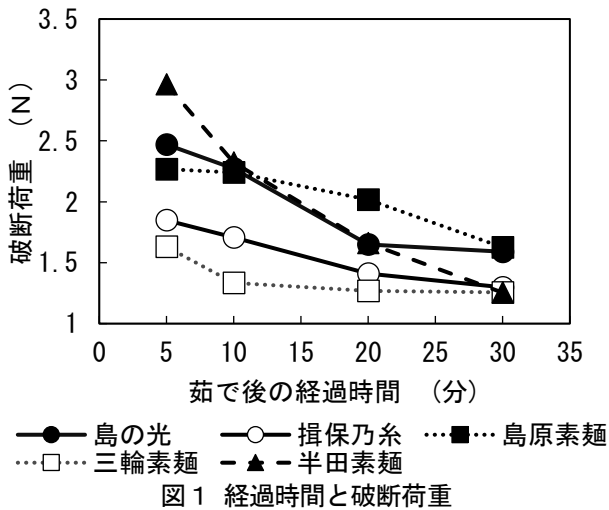 3.5
3
2.5
2
1.5
1
破断荷重 (N)
0 5 10 15 20 25 30 35
茹で後の経過時間 (分)
島の光 揖保乃糸 島原素麺
三輪素麺 半田素麺
図1 経過時間と破断荷重